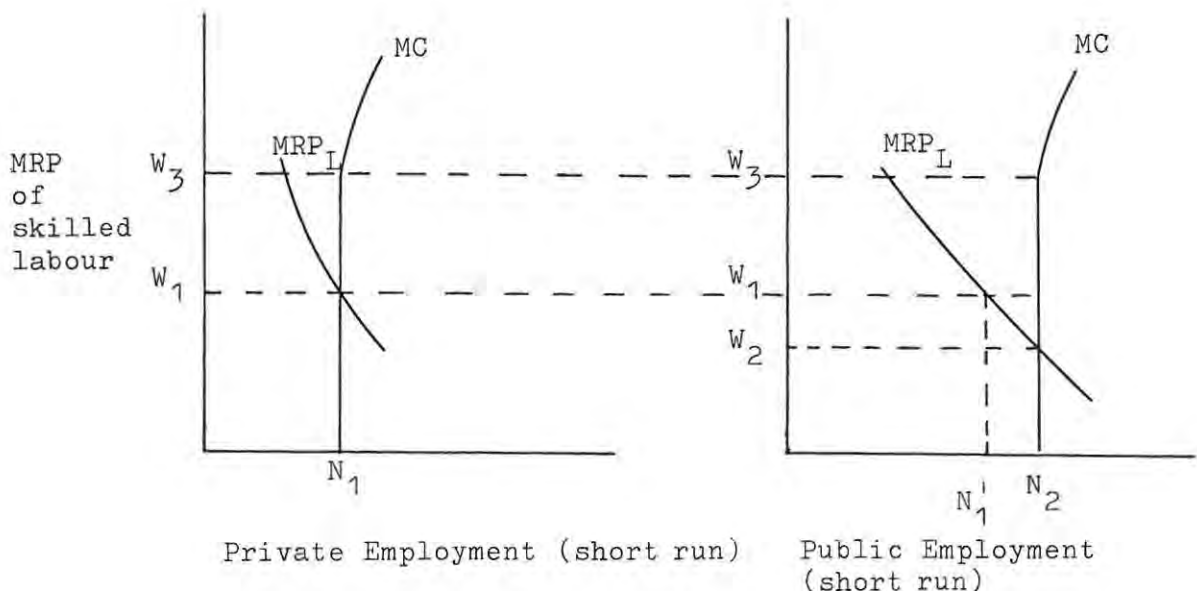 MC
MRP_L
W_3
W_1
MRP
of
skilled
labour
N_1
Private Employment (short run)
MC
MRP_L
W_3
W_1
W_2
N_1'
N_2
Public Employment
(short run)